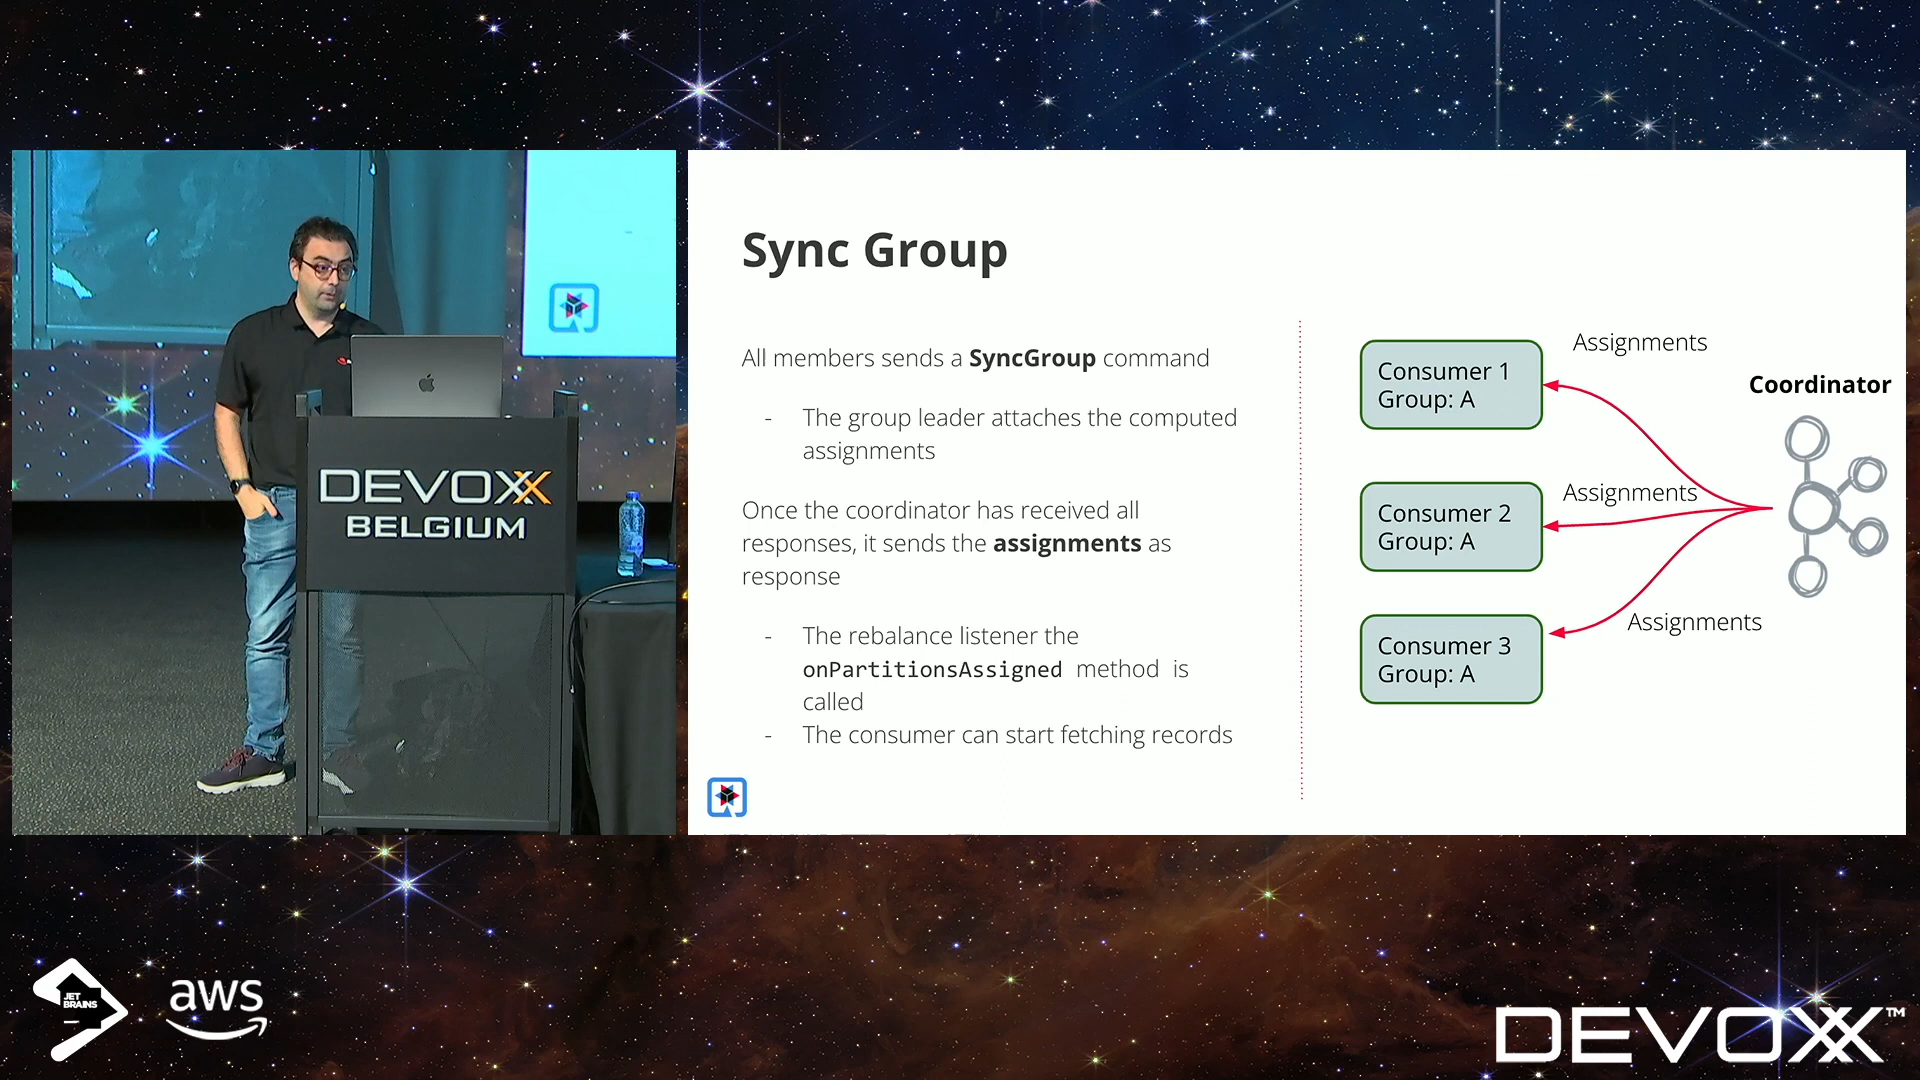 DEVOXX
BELGIUM
Sync Group
All members sends a SyncGroup command
- The group leader attaches the computed
assignments
Once the coordinator has received all
responses, it sends the assignments as
response
- The rebalance listener the
onPartitionsAssigned method is
called
- The consumer can start fetching records
Consumer 1
Group: A
Consumer 2
Group: A
Consumer 3
Group: A
Assignments
Assignments
Assignments
Coordinator
JET
BRAINS
aws
DEVOXX™